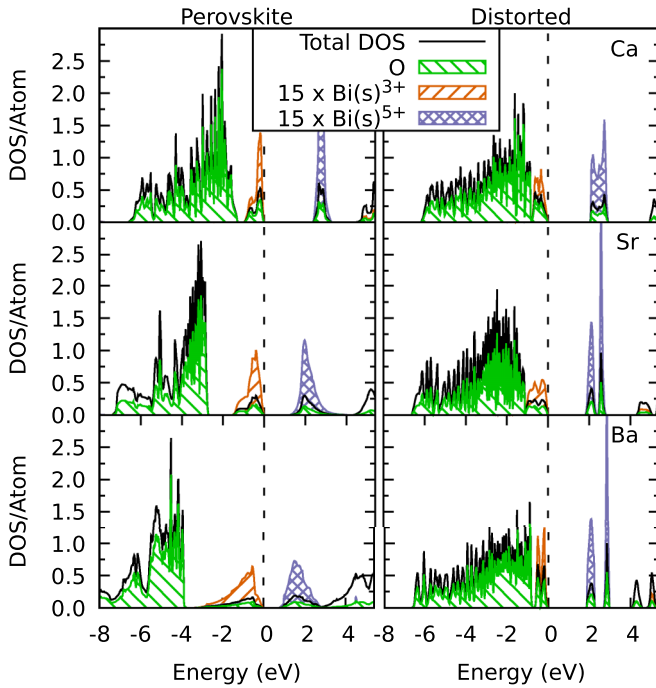 Perovskite Distorted
Total DOS
O
15 x Bi(s)3+
15 x Bi(s)5+
Ca
DOS/Atom
2.5
2.0
1.5
1.0
0.5
0.0
Sr
DOS/Atom
2.5
2.0
1.5
1.0
0.5
0.0
Ba
DOS/Atom
2.5
2.0
1.5
1.0
0.5
0.0
-8 -6 -4 -2 0 2 4 -8 -6 -4 -2 0 2 4
Energy (eV) Energy (eV)